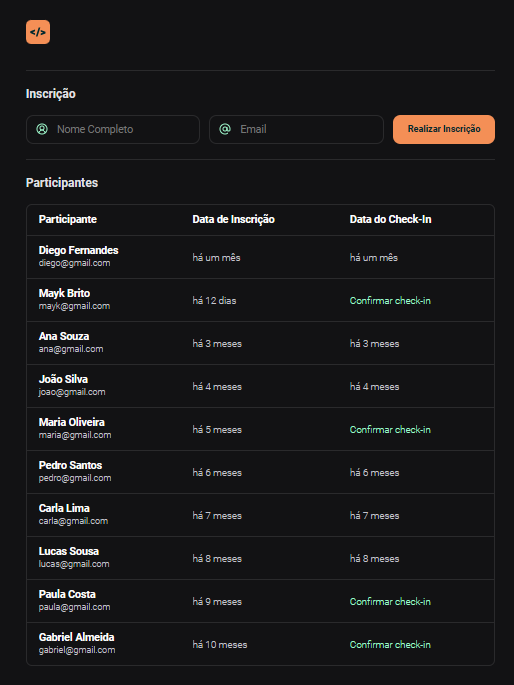 </>
Inscrição
Nome Completo
Email
Realizar Inscrição
Participantes
Participante Data de Inscrição Data do Check-In
Diego Fernandes
diego@gmail.com
há um mês há um mês
Mayk Brito
mayk@gmail.com
há 12 dias Confirmar check-in
Ana Souza
ana@gmail.com
há 3 meses há 3 meses
João Silva
joao@gmail.com
há 4 meses há 4 meses
Maria Oliveira
maria@gmail.com
há 5 meses Confirmar check-in
Pedro Santos
pedro@gmail.com
há 6 meses há 6 meses
Carla Lima
carla@gmail.com
há 7 meses há 7 meses
Lucas Sousa
lucas@gmail.com
há 8 meses há 8 meses
Paula Costa
paula@gmail.com
há 9 meses Confirmar check-in
Gabriel Almeida
gabriel@gmail.com
há 10 meses Confirmar check-in